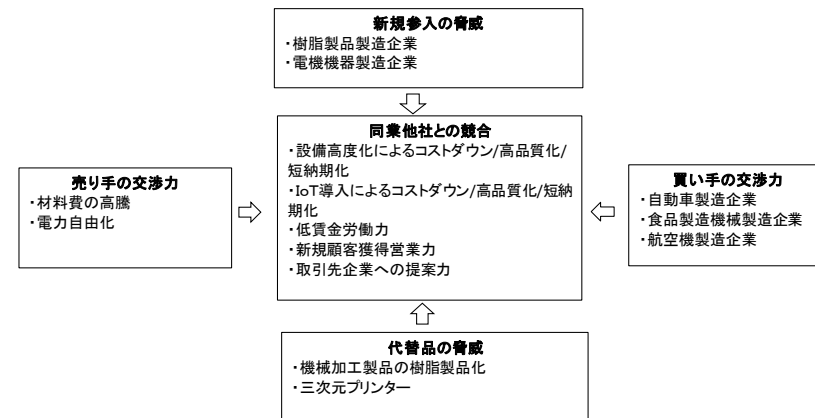 新規参入の脅威
・樹脂製品製造企業
・電機機器製造企業
同業他社との競合
・設備高度化によるコストダウン/高品質化/
短納期化
・IoT導入によるコストダウン/高品質化/短納
期化
・低賃金労働力
・新規顧客獲得営業力
・取引先企業への提案力
売り手の交渉力
・材料費の高騰
・電力自由化
買い手の交渉力
・自動車製造企業
・食品製造機械製造企業
・航空機製造企業
代替品の脅威
・機械加工製品の樹脂製品化
・三次元プリンター